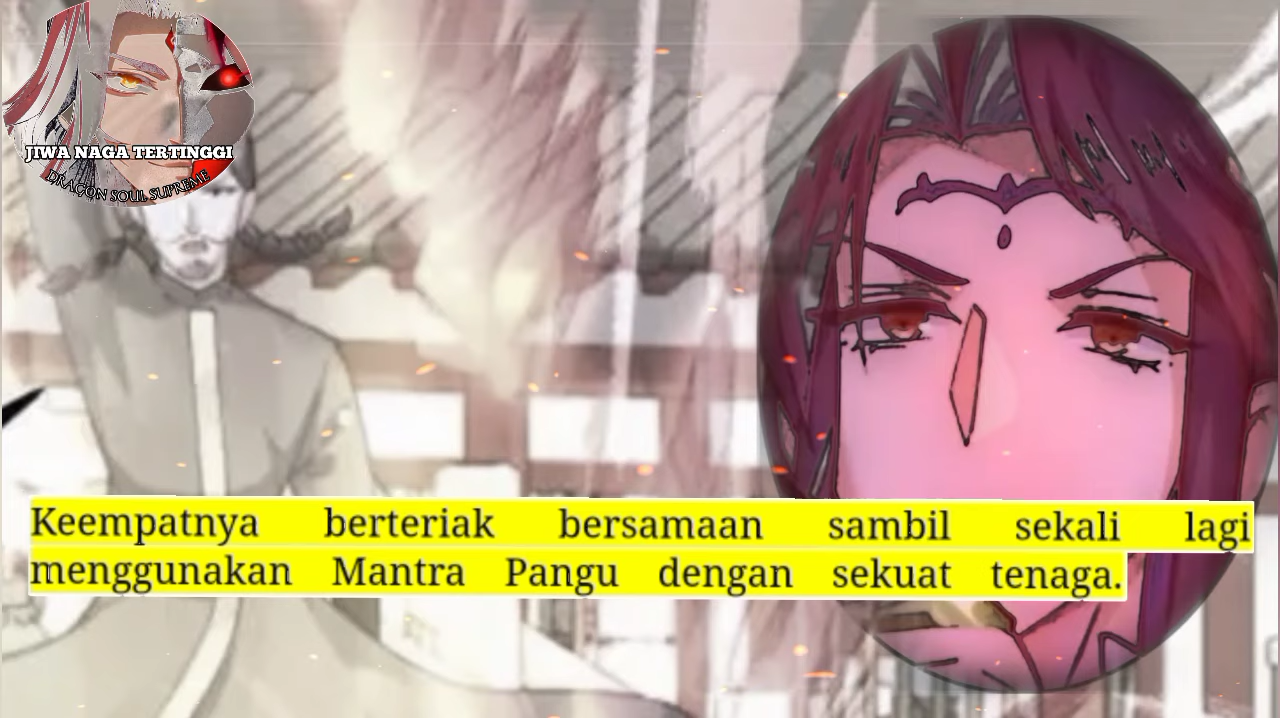 JIWA NAGA TERTINGGI
DRAGON SOUL SUPREME
Keempatnya berteriak bersamaan sambil sekali lagi
menggunakan Mantra Pangu dengan sekuat tenaga.